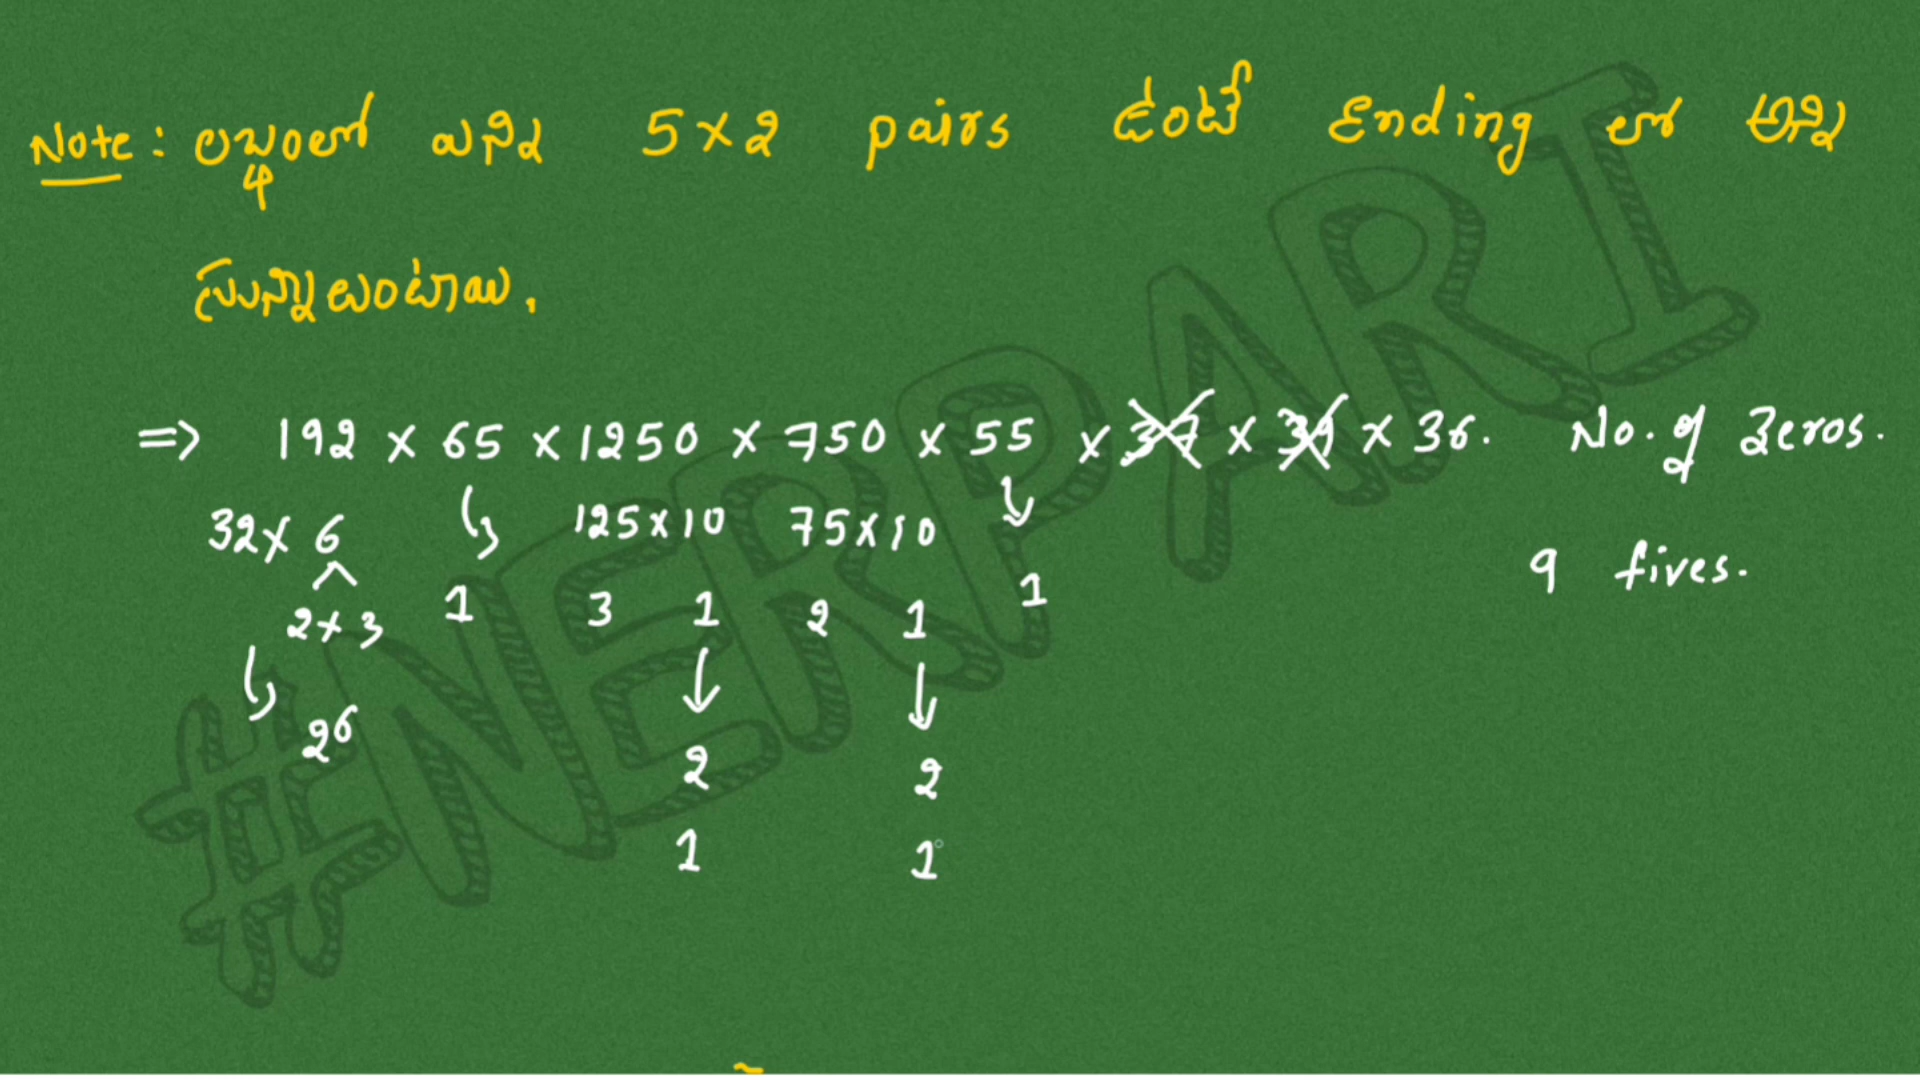 Note: లబ్ధంలో ఎన్ని 5×2 pairs ఉంటే Ending లో అన్ని
సున్నలుంటాయి.
=> 192 × 65 × 1250 × 750 × 55 × × × 36. No. of Zeros.
32× 6 125×10 75×10
9 fives.
2×3 1 3 1 2 1 1
2⁶ 2 2
1 1
#NERPARI